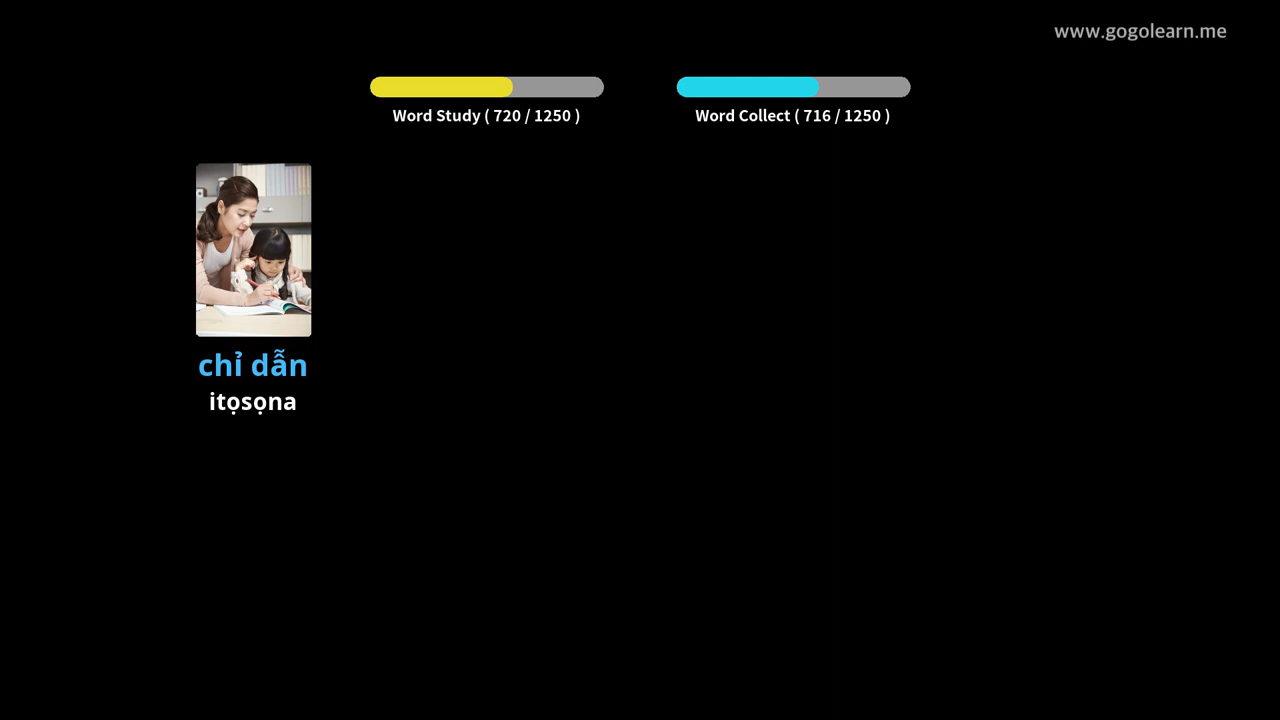 www.gogolearn.me
Word Study ( 720 / 1250 )
Word Collect ( 716 / 1250 )
chỉ dẫn
itọsọna